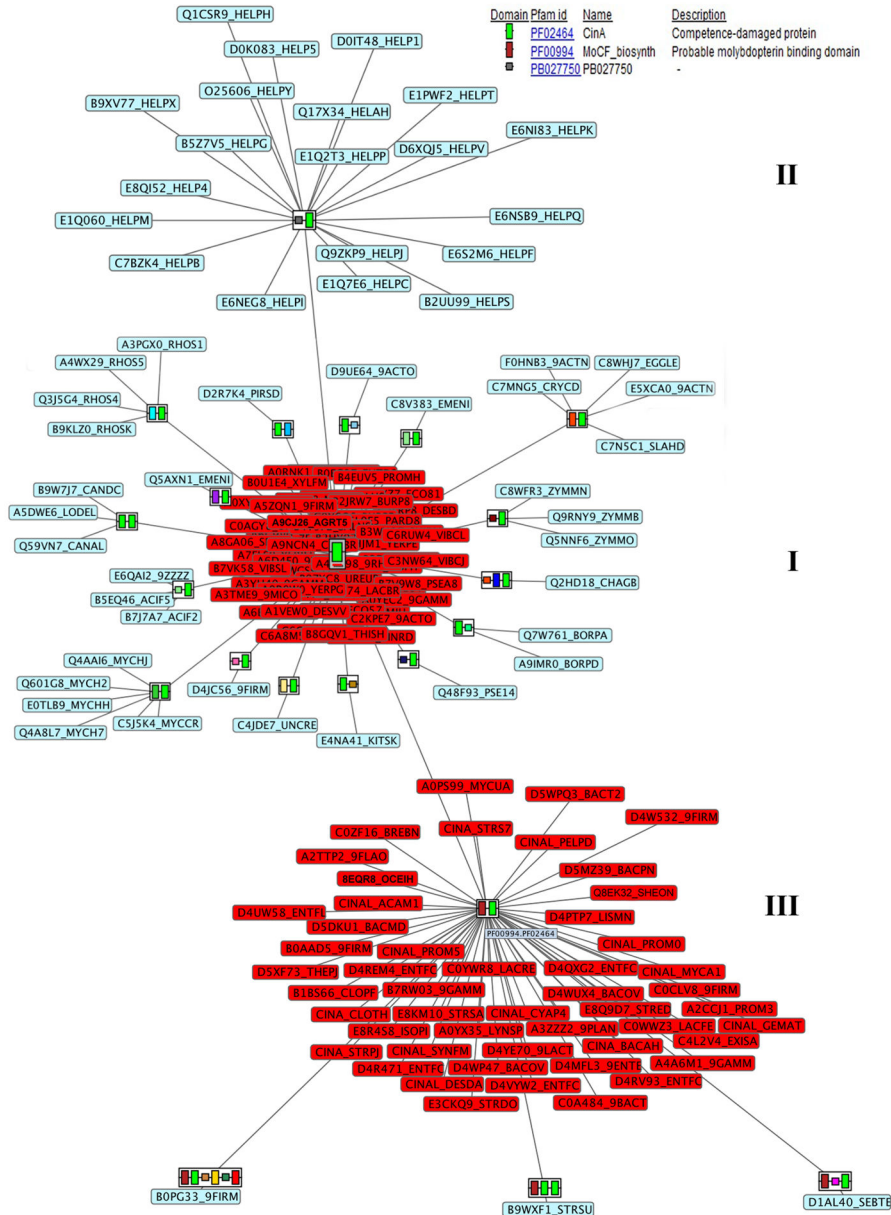 Domain Pfam id Name Description
PF02464 CinA Competence-damaged protein
PF00994 MoCF_biosynth Probable molybdopterin binding domain
PB027750 PB027750 -
Q1CSR9_HELPH
D0K083_HELP5
D0IT48_HELP1
O25606_HELPY
B9XV77_HELPX
Q17X34_HELAH
E1PWF2_HELPT
E6NI83_HELPK
B5Z7V5_HELPG
E1Q2T3_HELPP
D6XQJ5_HELPV
II
E8QI52_HELP4
E1Q060_HELPM
E6NSB9_HELPQ
C7BZK4_HELPB
Q9ZKP9_HELPJ
E6S2M6_HELPF
E1Q7E6_HELPC
E6NEG8_HELPI
B2UU99_HELPS
A3PGX0_RHOS1
A4WX29_RHOS5
D9UE64_9ACTO
F0HNB3_9ACTN
C8WHJ7_EGGLE
Q3J5G4_RHOS4
D2R7K4_PIRSD
C8V383_EMENI
C7MNG5_CRYCD
E5XCA0_9ACTN
B9KLZ0_RHOSK
C7N5C1_SLAHD
B4EUV5_PROMH
B0U1E4_XYLFM
Q5AXN1_EMENI
B9W7J7_CANDC
A5ZQN1_9FIRM
C8WFR3_ZYMMN
A5DWE6_LODEL
A9CJ26_AGRT5
C6RUW4_VIBCL
Q9RNY9_ZYMMB
Q59VN7_CANAL
Q5NNF6_ZYMMO
C3NW64_VIBCJ
I
B7VK58_VIBSL
E6QAI2_9ZZZZ
Q2HD18_CHAGB
B5EQ46_ACIF5
A3TME9_9MICO
B7J7A7_ACIF2
C2KPE7_9ACTO
A1VEW0_DESVV
Q7W761_BORPA
B8GQV1_THISH
Q4AAI6_MYCHJ
A9IMR0_BORPD
Q601G8_MYCH2
D4JC56_9FIRM
Q48F93_PSE14
E0TLB9_MYCHH
C5J5K4_MYCCR
C4JDE7_UNCRE
Q4A8L7_MYCH7
E4NA41_KITSK
A0PS99_MYCUA
D5WPQ3_BACT2
D4W532_9FIRM
C0ZF16_BREBN
CINA_STRS7
CINAL_PELPD
A2TTP2_9FLAO
D5MZ39_BACPN
8EQR8_OCEIH
Q8EK32_SHEON
CINAL_ACAM1
III
D4UW58_ENTFL
D4PTP7_LISMN
D5DKU1_BACMD
PF00994.PF02464
B0AAD5_9FIRM
CINAL_PROM5
CINAL_PROM0
D5XF73_THEPJ
D4REM4_ENTFC
C0YWR8_LACRE
D4QXG2_ENTFC
CINAL_MYCA1
B1BS66_CLOPF
B7RW03_9GAMM
D4WUX4_BACOV
C0CLV8_9FIRM
CINA_CLOTH
E8KM10_STRSA
CINAL_CYAP4
E8Q9D7_STRED
A2CCJ1_PROM3
E8R4S8_ISOPI
A0YX35_LYNSP
A3ZZZ2_9PLAN
C0WWZ3_LACFE
CINAL_GEMAT
CINA_STRPJ
CINAL_SYNFM
D4YE70_9LACT
CINA_BACAH
C4L2V4_EXISA
D4R471_ENTFC
D4WP47_BACOV
D4MFL3_9ENTE
A4A6M1_9GAMM
CINAL_DESDA
D4VYW2_ENTFC
D4RV93_ENTFC
E3CKQ9_STRDO
C0A484_9BACT
B0PG33_9FIRM
B9WXF1_STRSU
D1AL40_SEBTE